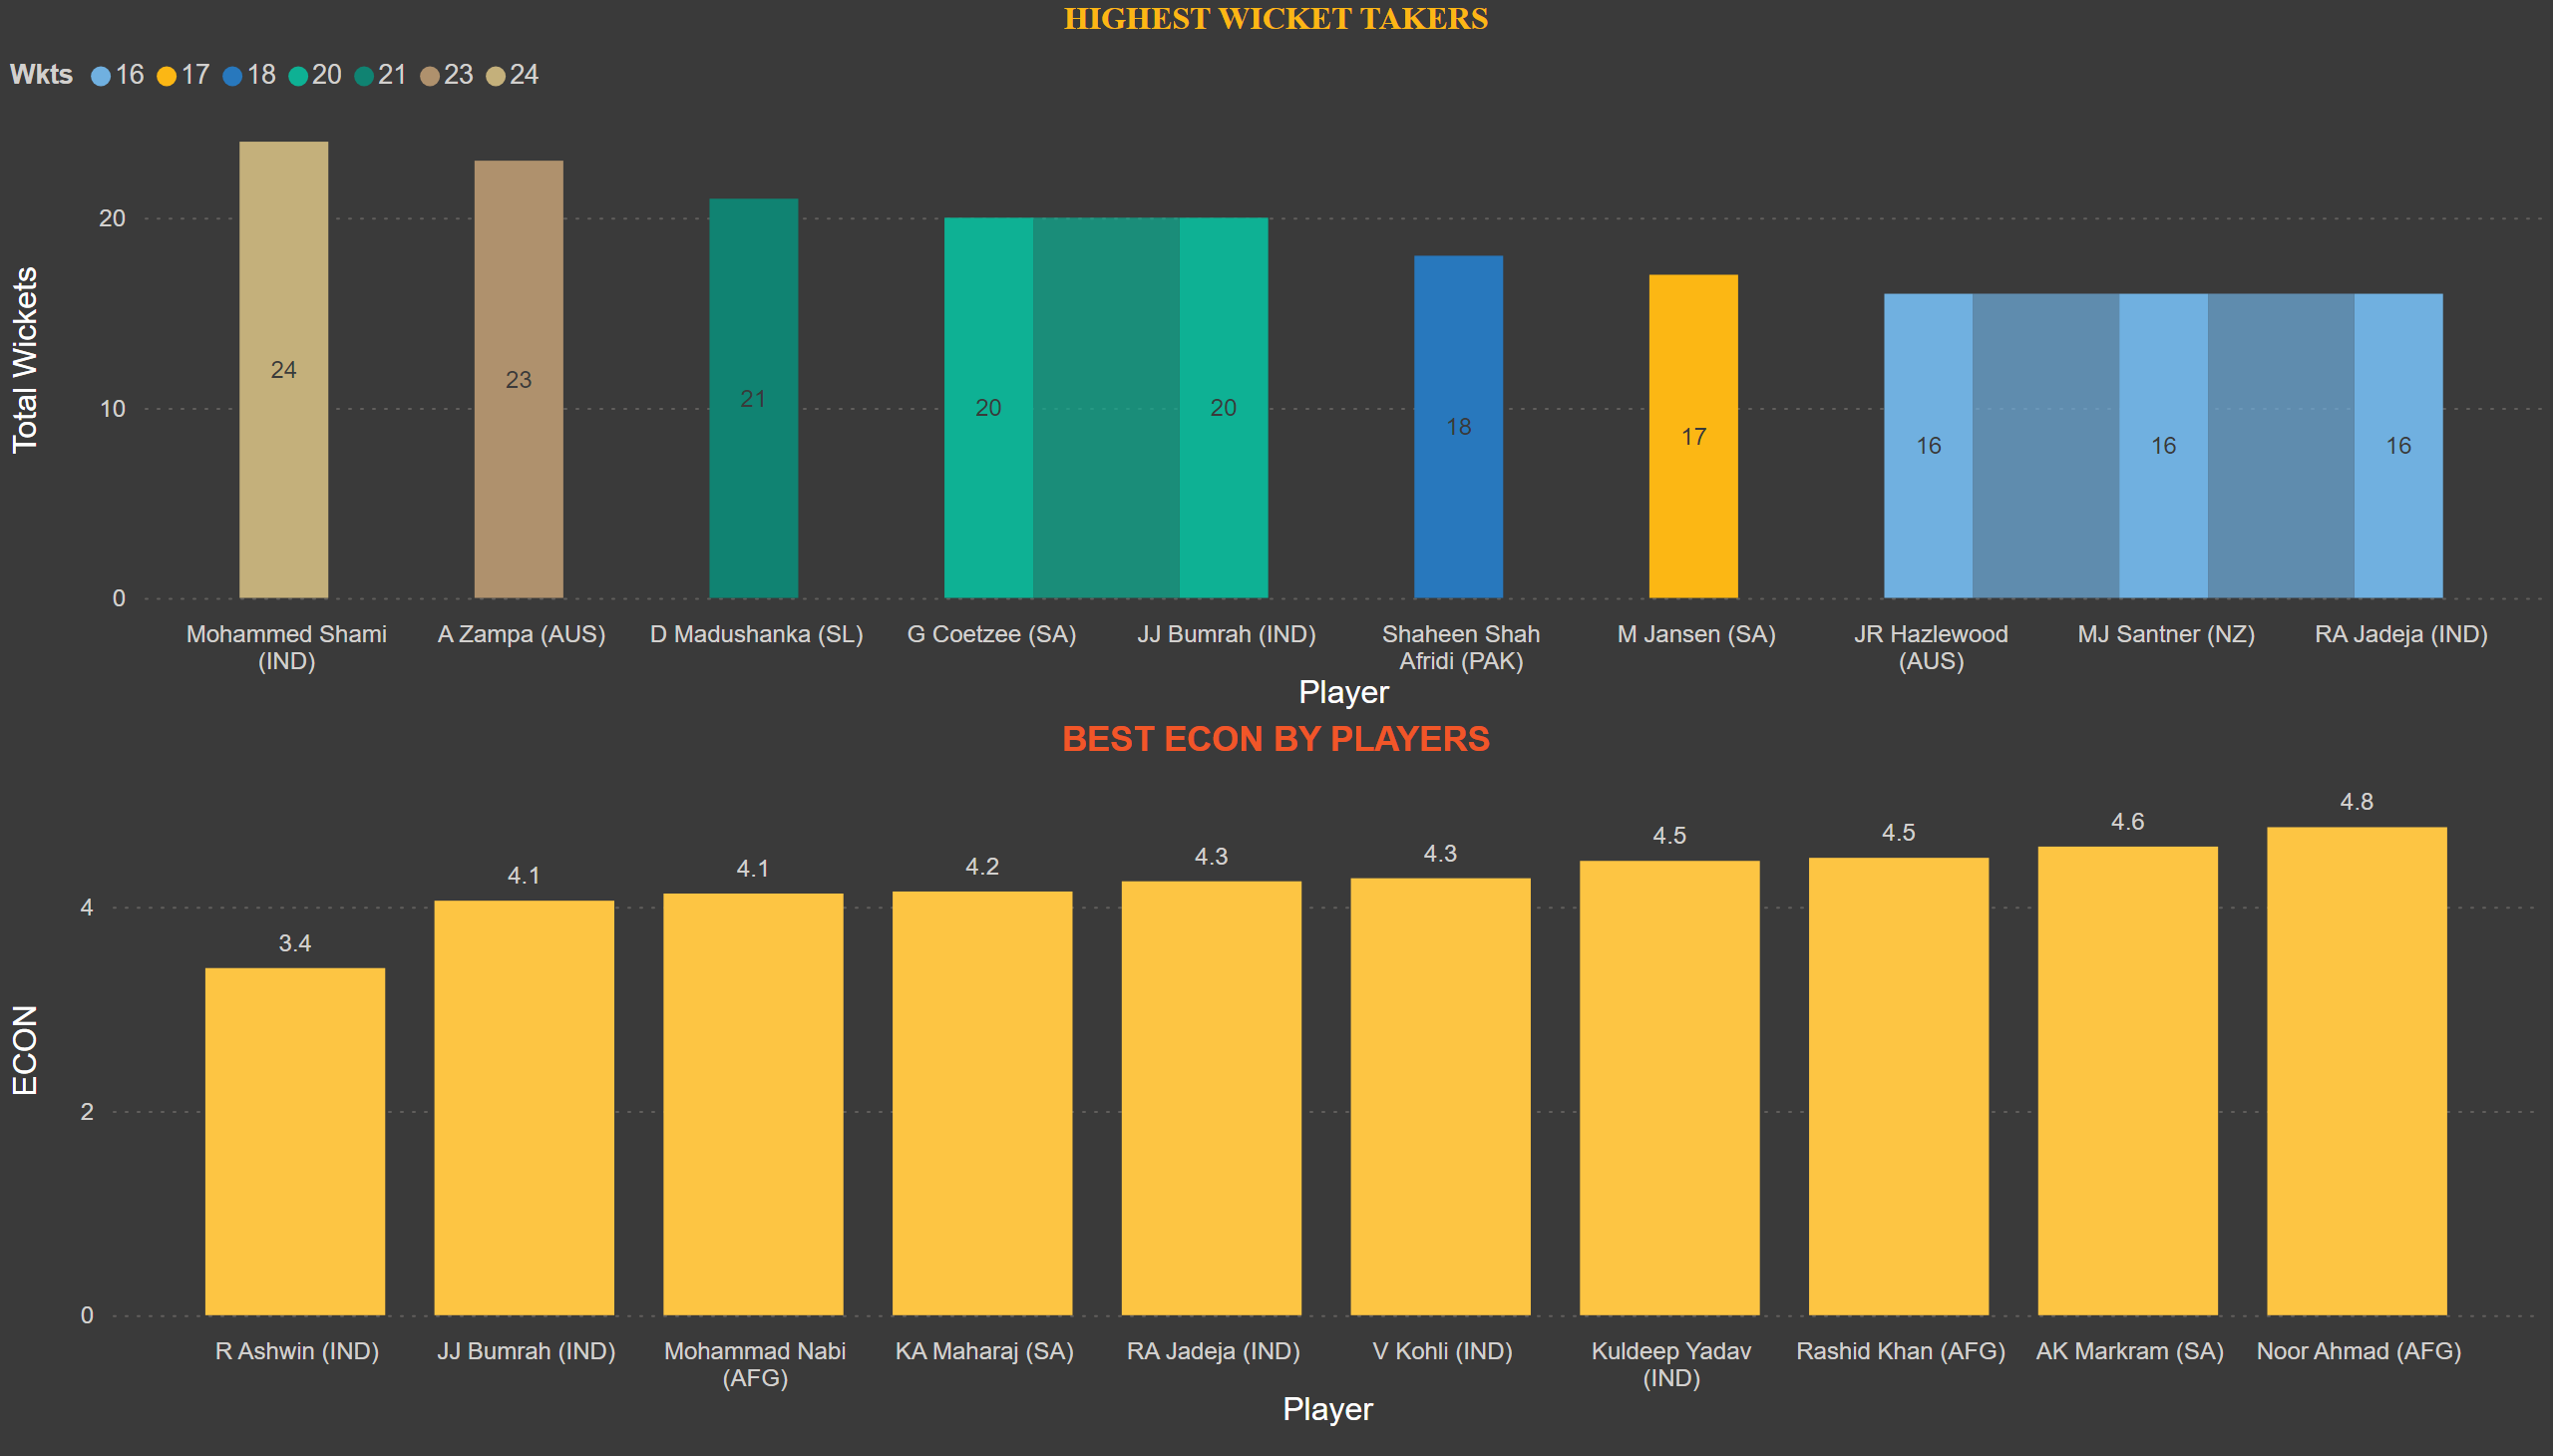 HIGHEST WICKET TAKERS
Wkts 16 17 18 20 21 23 24
Total Wickets
20
10
0
24
23
21
20
20
18
17
16
16
16
Mohammed Shami
(IND)
A Zampa (AUS)
D Madushanka (SL)
G Coetzee (SA)
JJ Bumrah (IND)
Shaheen Shah
Afridi (PAK)
M Jansen (SA)
JR Hazlewood
(AUS)
MJ Santner (NZ)
RA Jadeja (IND)
Player
BEST ECON BY PLAYERS
ECON
4
2
0
3.4
4.1
4.1
4.2
4.3
4.3
4.5
4.5
4.6
4.8
R Ashwin (IND)
JJ Bumrah (IND)
Mohammad Nabi
(AFG)
KA Maharaj (SA)
RA Jadeja (IND)
V Kohli (IND)
Kuldeep Yadav
(IND)
Rashid Khan (AFG)
AK Markram (SA)
Noor Ahmad (AFG)
Player